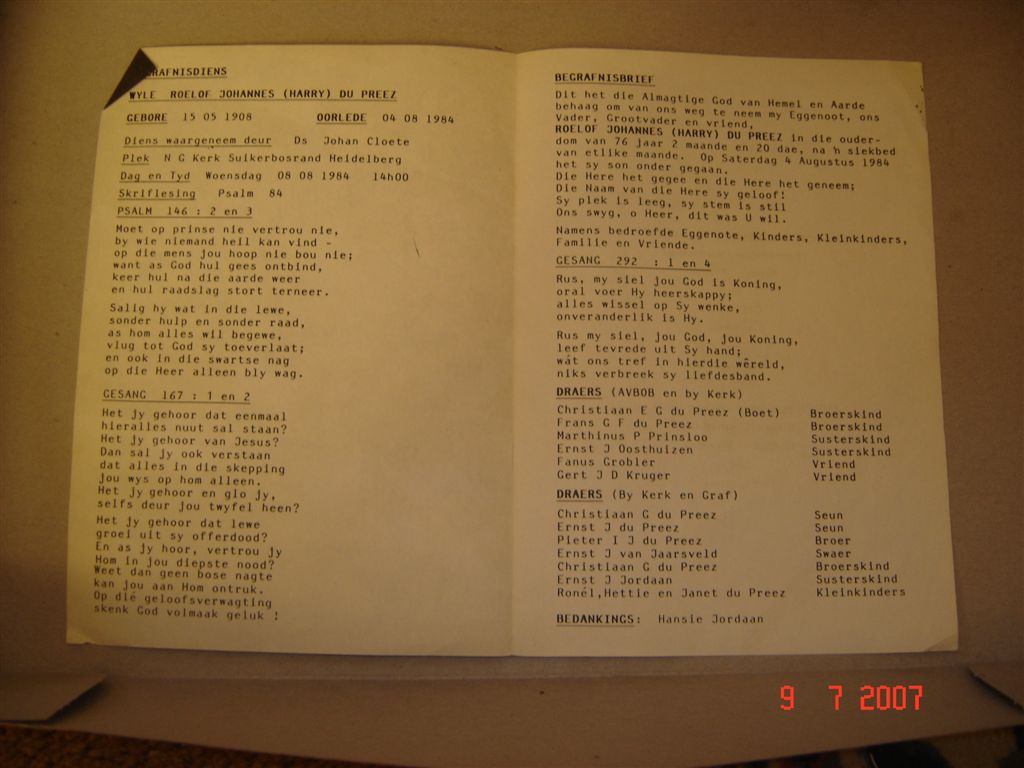 RAFNISDIENS
WYLE ROELOF JOHANNES (HARRY) DU PREEZ
GEBORE 15 05 1908 OORLEDE 04 08 1984
Diens waargeneem deur Ds Johan Cloete
Plek N G Kerk Suikerbosrand Heidelberg
Dag en Tyd Woensdag 08 08 1984 14h00
Skriflesing Psalm 84
PSALM 146 : 2 en 3
Moet op prinse nie vertrou nie,
by wie niemand heil kan vind -
op die mens jou hoop nie bou nie;
want as God hul gees ontbind,
keer hul na die aarde weer
en hul raadslag stort terneer.
Salig hy wat in die lewe,
sonder hulp en sonder raad,
as hom alles wil begewe,
vlug tot God sy toeverlaat;
en ook in die swartse nag
op die Heer alleen bly wag.
GESANG 167 : 1 en 2
Het jy gehoor dat eenmaal
hieralles nuut sal staan?
Het jy gehoor van Jesus?
Dan sal jy ook verstaan
dat alles in die skepping
jou wys op hom alleen.
Het jy gehoor en glo jy,
selfs deur jou twyfel heen?
Het jy gehoor dat lewe
groei uit sy offerdood?
En as jy hoor, vertrou jy
Hom in jou diepste nood?
Weet dan geen bose nagte
kan jou aan Hom ontruk.
Op dié geloofsverwagting
skenk God volmaak geluk !
BEGRAFNISBRIEF
Dit het die Almagtige God van Hemel en Aarde
behaag om van ons weg te neem my Eggenoot, ons
Vader, Grootvader en vriend,
ROELOF JOHANNES (HARRY) DU PREEZ in die ouder-
dom van 76 jaar 2 maande en 20 dae, na 'n siekbed
van etlike maande. Op Saterdag 4 Augustus 1984
het sy son onder gegaan.
Die Here het gegee en die Here het geneem;
Die Naam van die Here sy geloof!
Sy plek is leeg, sy stem is stil
Ons swyg, o Heer, dit was U wil.
Namens bedroefde Eggenote, Kinders, Kleinkinders,
Familie en Vriende.
GESANG 292 : 1 en 4
Rus, my siel jou God is Koning,
oral voer Hy heerskappy;
alles wissel op Sy wenke,
onveranderlik is Hy.
Rus my siel, jou God, jou Koning,
leef tevrede uit Sy hand;
wát ons tref in hierdie wêreld,
niks verbreek sy liefdesband.
DRAERS (AVBOB en by Kerk)
Christiaan E G du Preez (Boet) Broerskind
Frans G F du Preez Broerskind
Marthinus P Prinsloo Susterskind
Ernst J Oosthuizen Susterskind
Fanus Grobler Vriend
Gert J D Kruger Vriend
DRAERS (By Kerk en Graf)
Christiaan G du Preez Seun
Ernst J du Preez Seun
Pieter I J du Preez Broer
Ernst J van Jaarsveld Swaer
Christiaan G du Preez Broerskind
Ernst J Jordaan Susterskind
Ronél,Hettie en Janet du Preez Kleinkinders
BEDANKINGS: Hansie Jordaan
9 7 2007